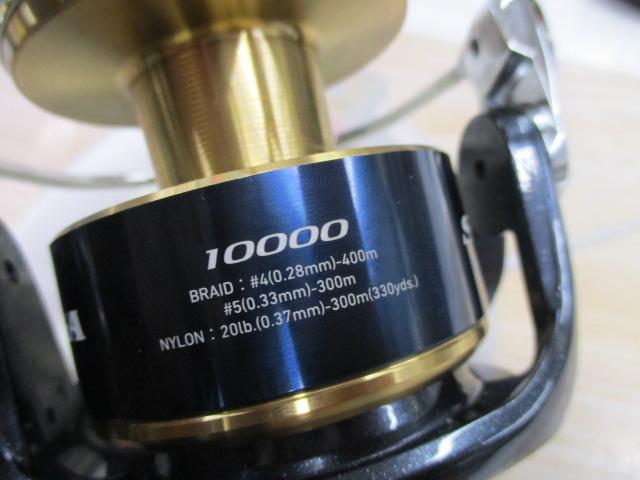 10000
BRAID : #4(0.28mm)-400m
#5(0.33mm)-300m
NYLON : 20lb.(0.37mm)-300m(330yds.)
A
S